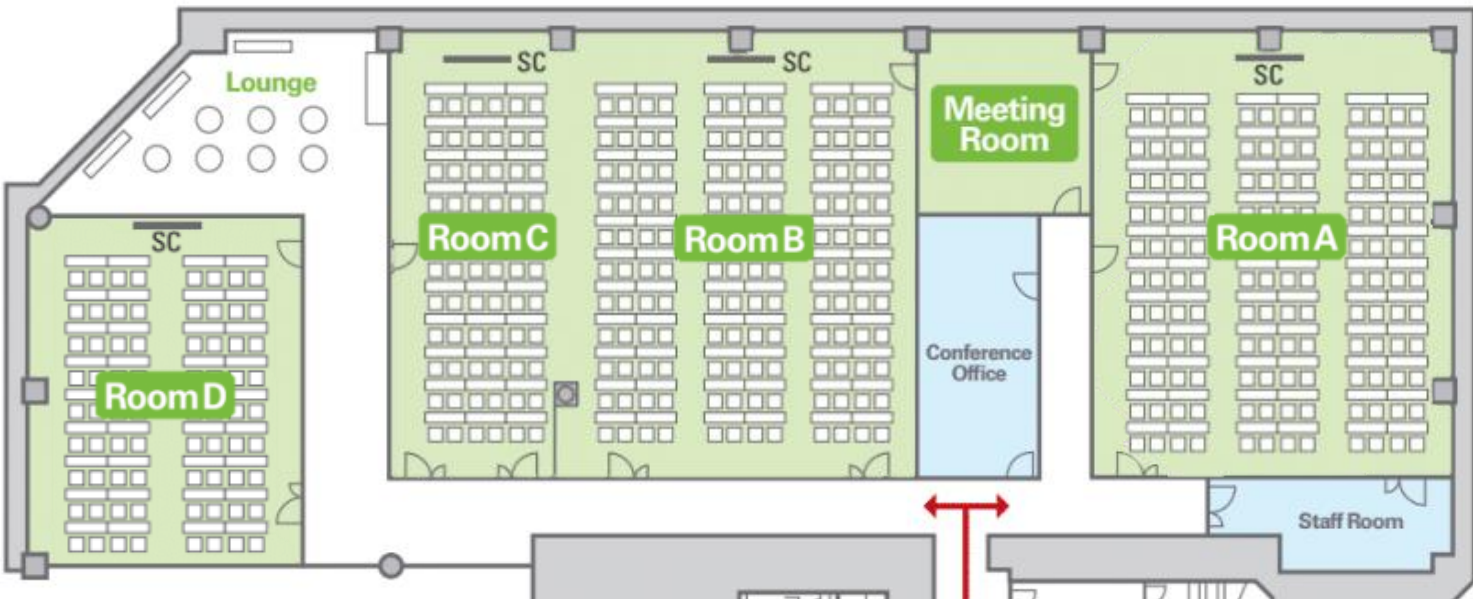 Lounge
SC
SC
SC
Meeting
Room
Room C
Room B
Room A
SC
Room D
Conference
Office
Staff Room